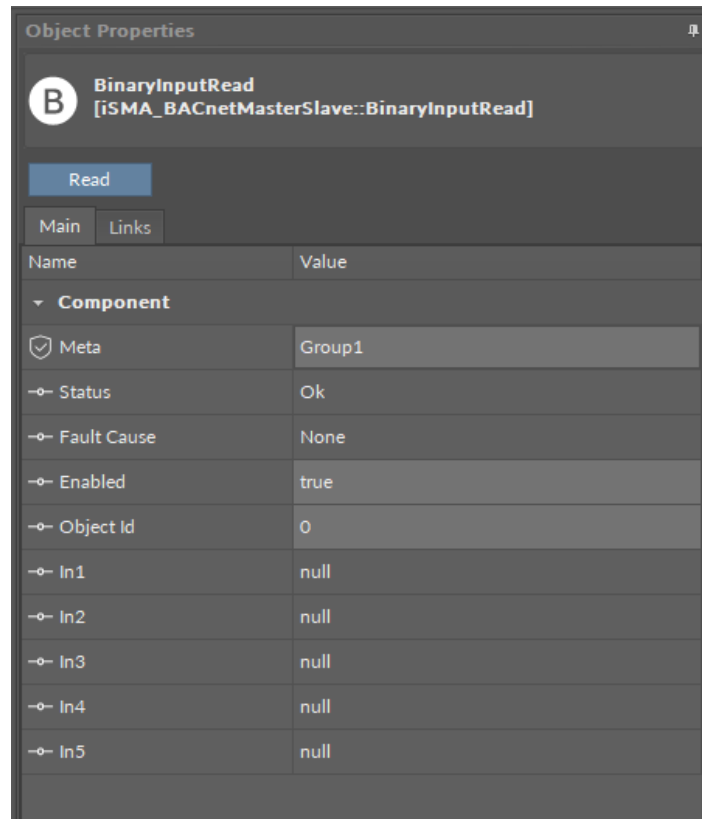 Object Properties
B
BinaryInputRead
[iSMA_BACnetMasterSlave::BinaryInputRead]
Read
Main Links
Name Value
Component
Meta Group1
Status Ok
Fault Cause None
Enabled true
Object Id 0
In1 null
In2 null
In3 null
In4 null
In5 null